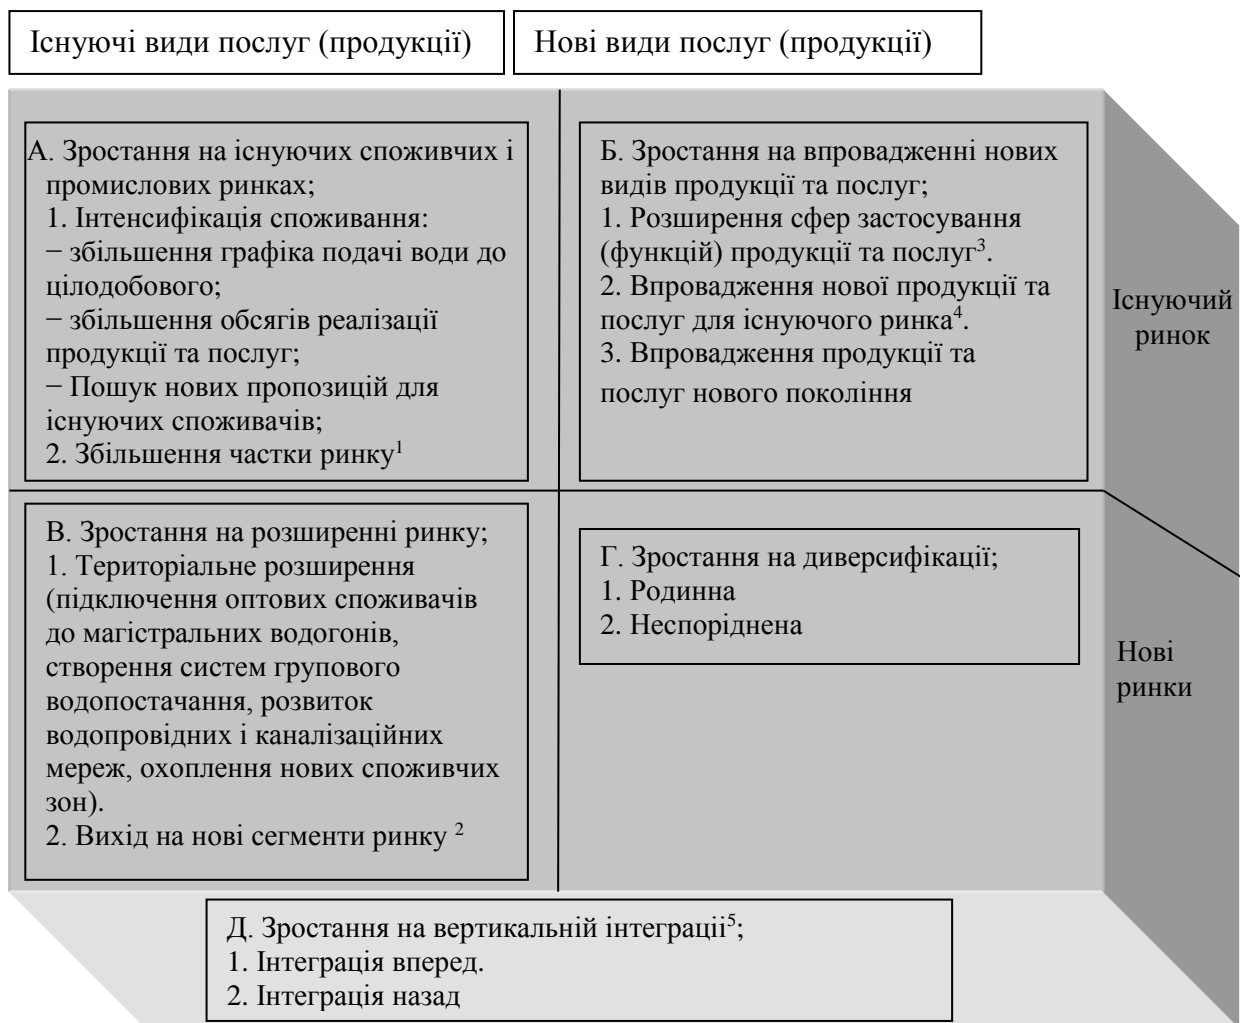 Існуючі види послуг (продукції)
Нові види послуг (продукції)
А. Зростання на існуючих споживчих і
промислових ринках;
1. Інтенсифікація споживання:
− збільшення графіка подачі води до
цілодобового;
− збільшення обсягів реалізації
продукції та послуг;
− Пошук нових пропозицій для
існуючих споживачів;
2. Збільшення частки ринку¹
Б. Зростання на впровадженні нових
видів продукції та послуг;
1. Розширення сфер застосування
(функцій) продукції та послуг³.
2. Впровадження нової продукції та
послуг для існуючого ринка⁴.
3. Впровадження продукції та
послуг нового покоління
Існуючий
ринок
В. Зростання на розширенні ринку;
1. Територіальне розширення
(підключення оптових споживачів
до магістральних водогонів,
створення систем групового
водопостачання, розвиток
водопровідних і каналізаційних
мереж, охоплення нових споживчих
зон).
2. Вихід на нові сегменти ринку ²
Г. Зростання на диверсифікації;
1. Родинна
2. Неспоріднена
Нові
ринки
Д. Зростання на вертикальній інтеграції⁵;
1. Інтеграція вперед.
2. Інтеграція назад